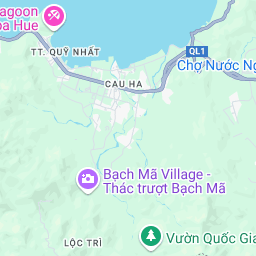 agoon
a Hue
TT. QUÝ NHẤT
QL1
CAU HA
Chợ Nước Ng
Bạch Mã Village -
Thác trượt Bạch Mã
LỘC TRÌ
Vườn Quốc Gia